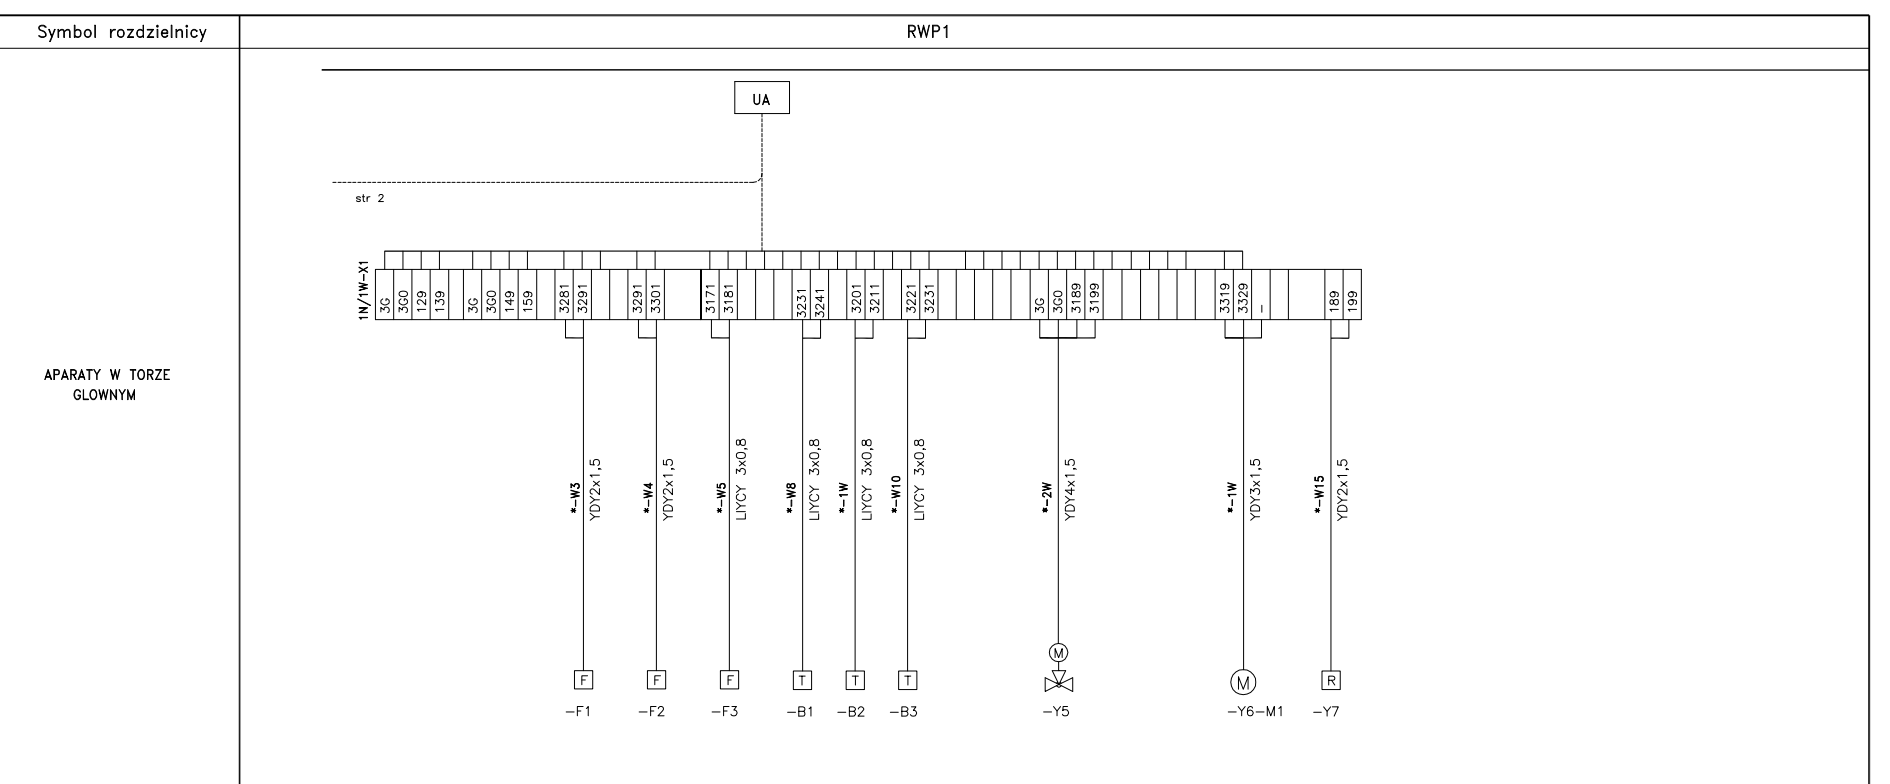 Symbol rozdzielnicy
RWP1
UA
str 2
1N/1W-X1
3G
3G0
129
139
3G
3G0
149
159
3281
3291
3291
3301
3171
3181
3231
3241
3201
3211
3221
3231
3G
3G0
3189
3199
3319
3329
–
189
199
APARATY W TORZE
GLOWNYM
*-W3
YDY2x1,5
*-W4
YDY2x1,5
*-W5
LIYCY 3x0,8
*-W8
LIYCY 3x0,8
*-1W
LIYCY 3x0,8
*-W10
LIYCY 3x0,8
*-2W
YDY4x1,5
*-1W
YDY3x1,5
*-W15
YDY2x1,5
M
F
F
F
T
T
T
M
R
-F1
-F2
-F3
-B1
-B2
-B3
-Y5
-Y6-M1
-Y7